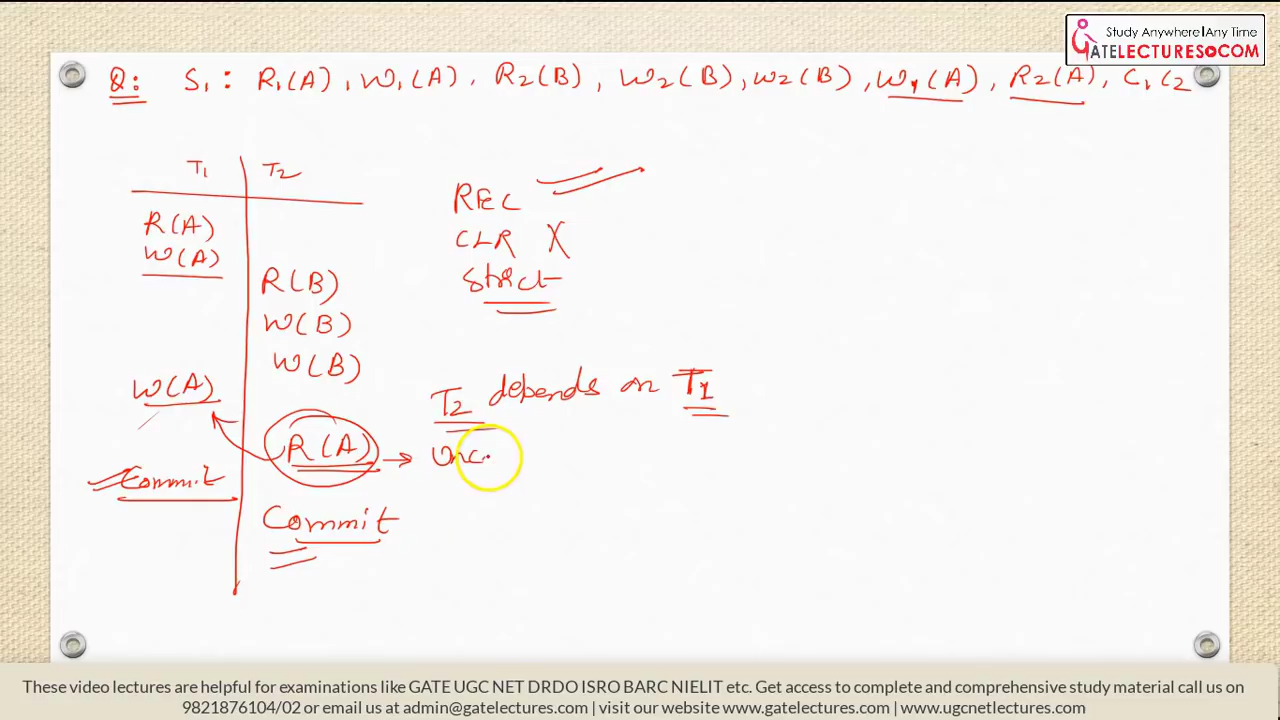 Study Anywhere|Any Time
GATELECTURES.COM
Q: S1: R1(A), W1(A), R2(B), W2(B), W2(B), W1(A), R2(A), C1 C2
T1 T2
R(A)
W(A)
R(B)
W(B)
W(B)
W(A)
R(A)
Commit
Commit
REC
CLR X
Strict
T2 depends on T1
Unc.
These video lectures are helpful for examinations like GATE UGC NET DRDO ISRO BARC NIELIT etc. Get access to complete and comprehensive study material call us on
9821876104/02 or email us at admin@gatelectures.com | visit our website www.gatelectures.com | www.ugcnetlectures.com